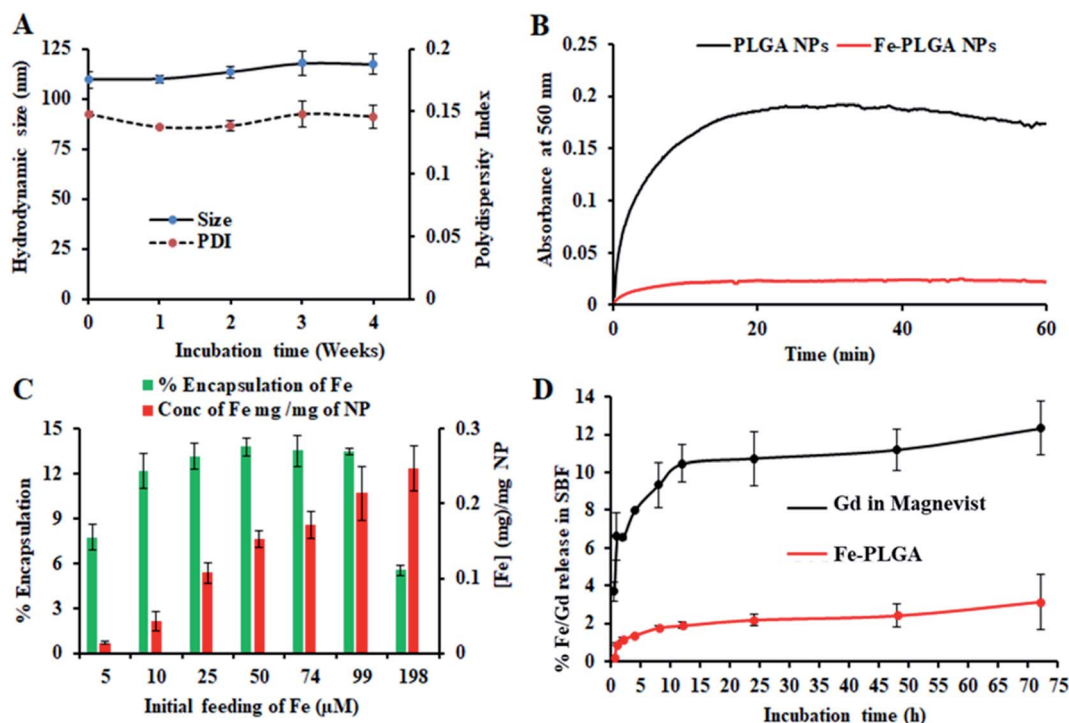 A
Hydrodynamic size (nm)
125
100
75
50
25
0
0.2
0.15
0.1
0.05
0
Polydispersity Index
Size
PDI
0 1 2 3 4
Incubation time (Weeks)
B
PLGA NPs Fe-PLGA NPs
Absorbance at 560 nm
0.25
0.2
0.15
0.1
0.05
0
0 20 40 60
Time (min)
C
% Encapsulation of Fe
Conc of Fe mg /mg of NP
% Encapsulation
15
12
9
6
3
0
0.3
0.2
0.1
0
[Fe] (mg)/mg NP
5 10 25 50 74 99 198
Initial feeding of Fe (µM)
D
% Fe/Gd release in SBF
14
12
10
8
6
4
2
0
Gd in Magnevist
Fe-PLGA
0 5 10 15 20 25 30 35 40 45 50 55 60 65 70 75
Incubation time (h)